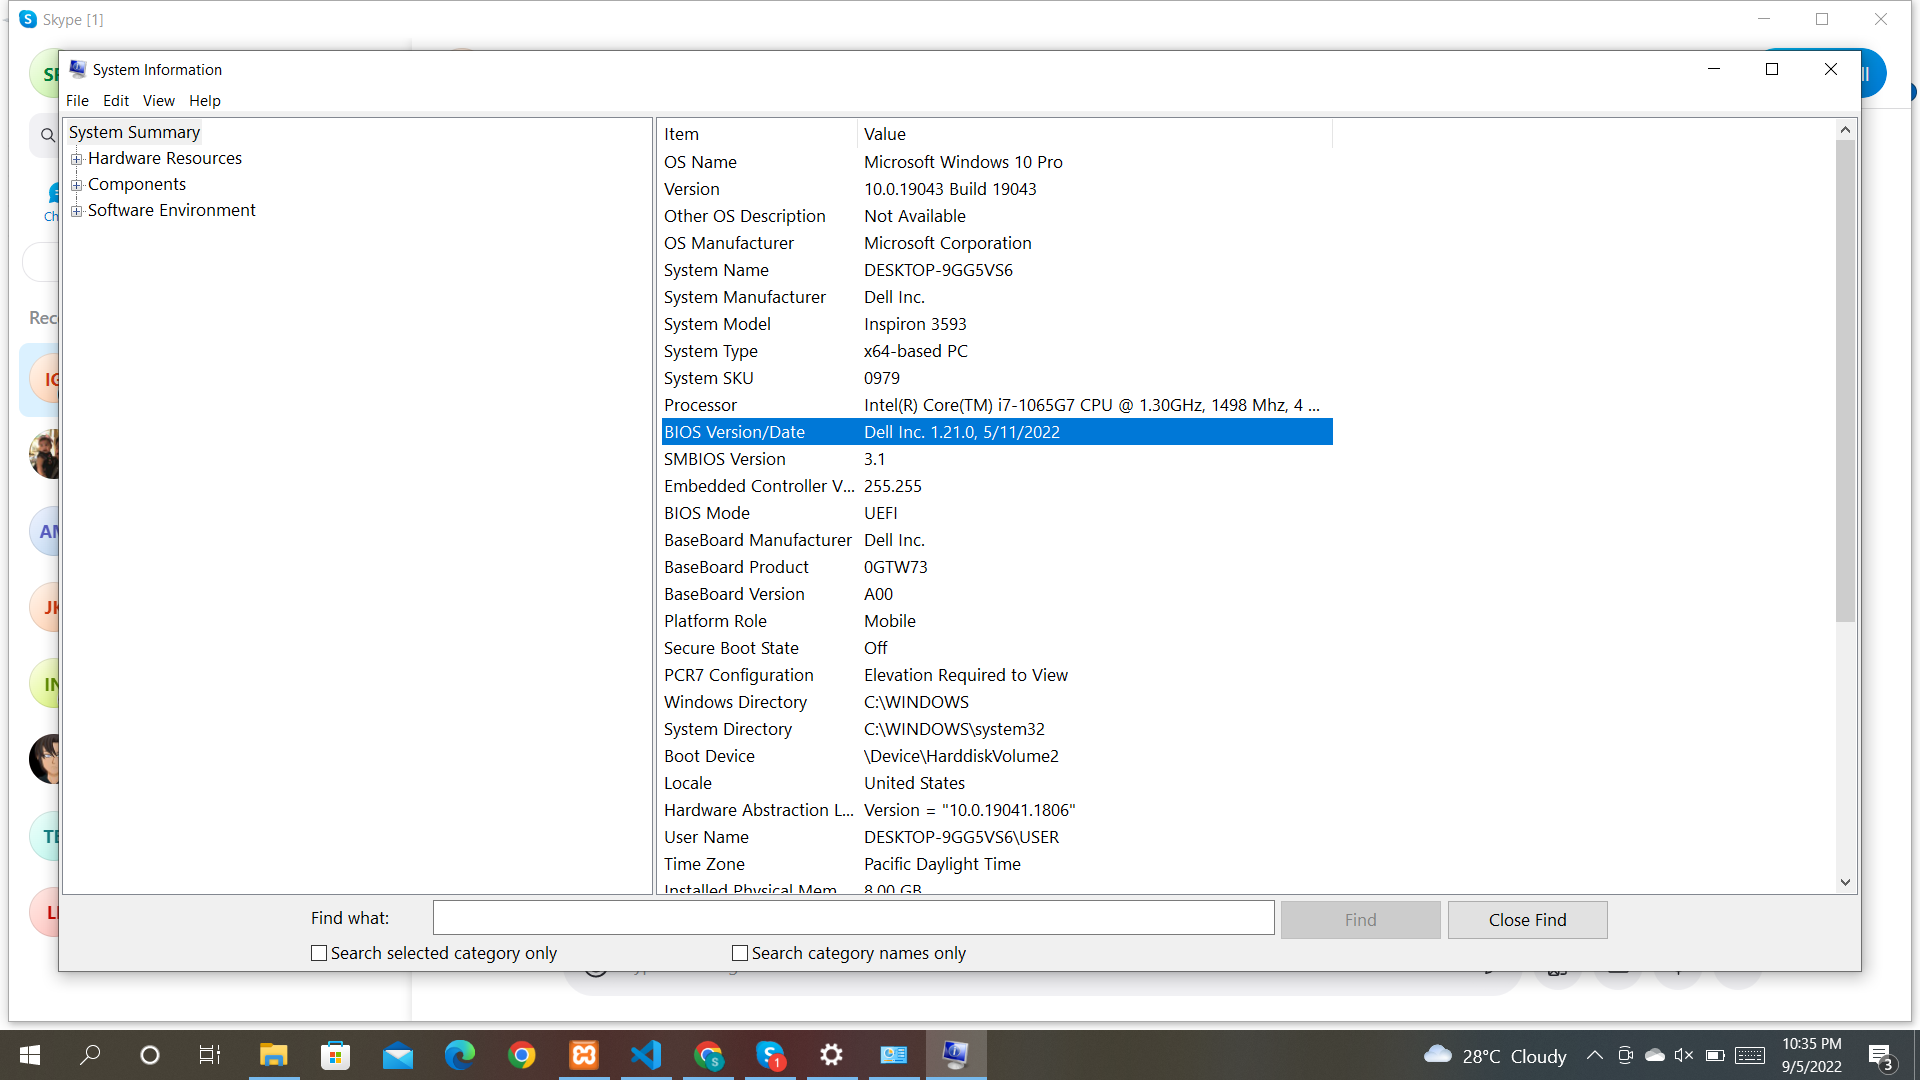 Skype [1]
System Information
File Edit View Help
System Summary
Hardware Resources
Components
Software Environment
Item Value
OS Name Microsoft Windows 10 Pro
Version 10.0.19043 Build 19043
Other OS Description Not Available
OS Manufacturer Microsoft Corporation
System Name DESKTOP-9GG5VS6
System Manufacturer Dell Inc.
System Model Inspiron 3593
System Type x64-based PC
System SKU 0979
Processor Intel(R) Core(TM) i7-1065G7 CPU @ 1.30GHz, 1498 Mhz, 4 ...
BIOS Version/Date Dell Inc. 1.21.0, 5/11/2022
SMBIOS Version 3.1
Embedded Controller V... 255.255
BIOS Mode UEFI
BaseBoard Manufacturer Dell Inc.
BaseBoard Product 0GTW73
BaseBoard Version A00
Platform Role Mobile
Secure Boot State Off
PCR7 Configuration Elevation Required to View
Windows Directory C:\WINDOWS
System Directory C:\WINDOWS\system32
Boot Device \Device\HarddiskVolume2
Locale United States
Hardware Abstraction L... Version = "10.0.19041.1806"
User Name DESKTOP-9GG5VS6\USER
Time Zone Pacific Daylight Time
Installed Physical Mem 8.00 GB
Find what: Find Close Find
Search selected category only Search category names only
Rec
28°C Cloudy
10:35 PM
9/5/2022
3